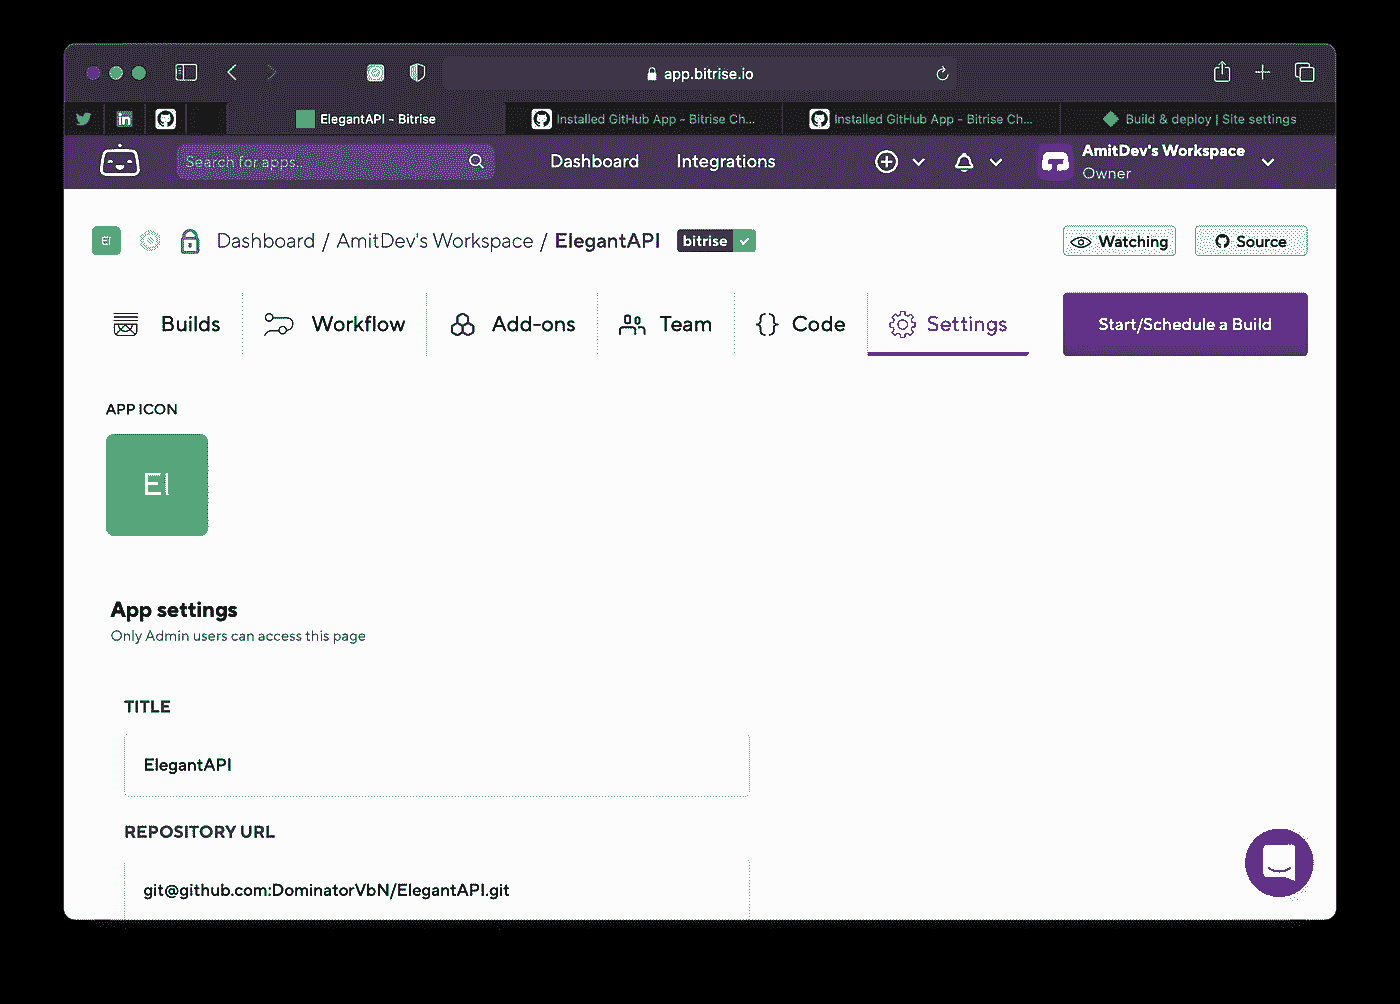 app.bitrise.io
ElegantAPI - Bitrise
Installed GitHub App - Bitrise Ch...
Installed GitHub App - Bitrise Ch...
Build & deploy | Site settings
Search for apps...
Dashboard
Integrations
AmitDev's Workspace
Owner
El
Dashboard / AmitDev's Workspace / ElegantAPI
bitrise
Watching
Source
Builds
Workflow
Add-ons
Team
{} Code
Settings
Start/Schedule a Build
APP ICON
El
App settings
Only Admin users can access this page
TITLE
ElegantAPI
REPOSITORY URL
git@github.com:DominatorVbN/ElegantAPI.git